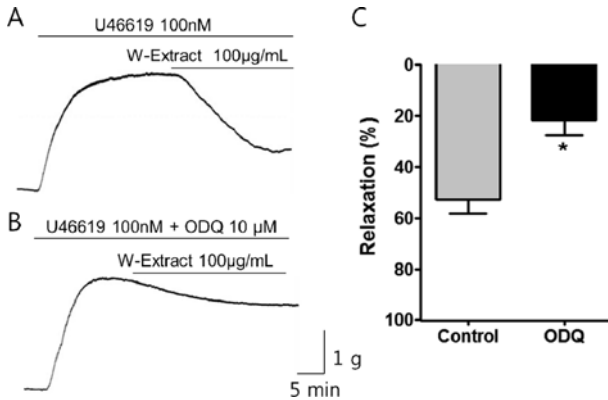 A
U46619 100nM
W-Extract 100µg/mL
B
U46619 100nM + ODQ 10 µM
W-Extract 100µg/mL
1 g
5 min
C
Relaxation (%)
0
20
40
60
80
100
*
Control ODQ